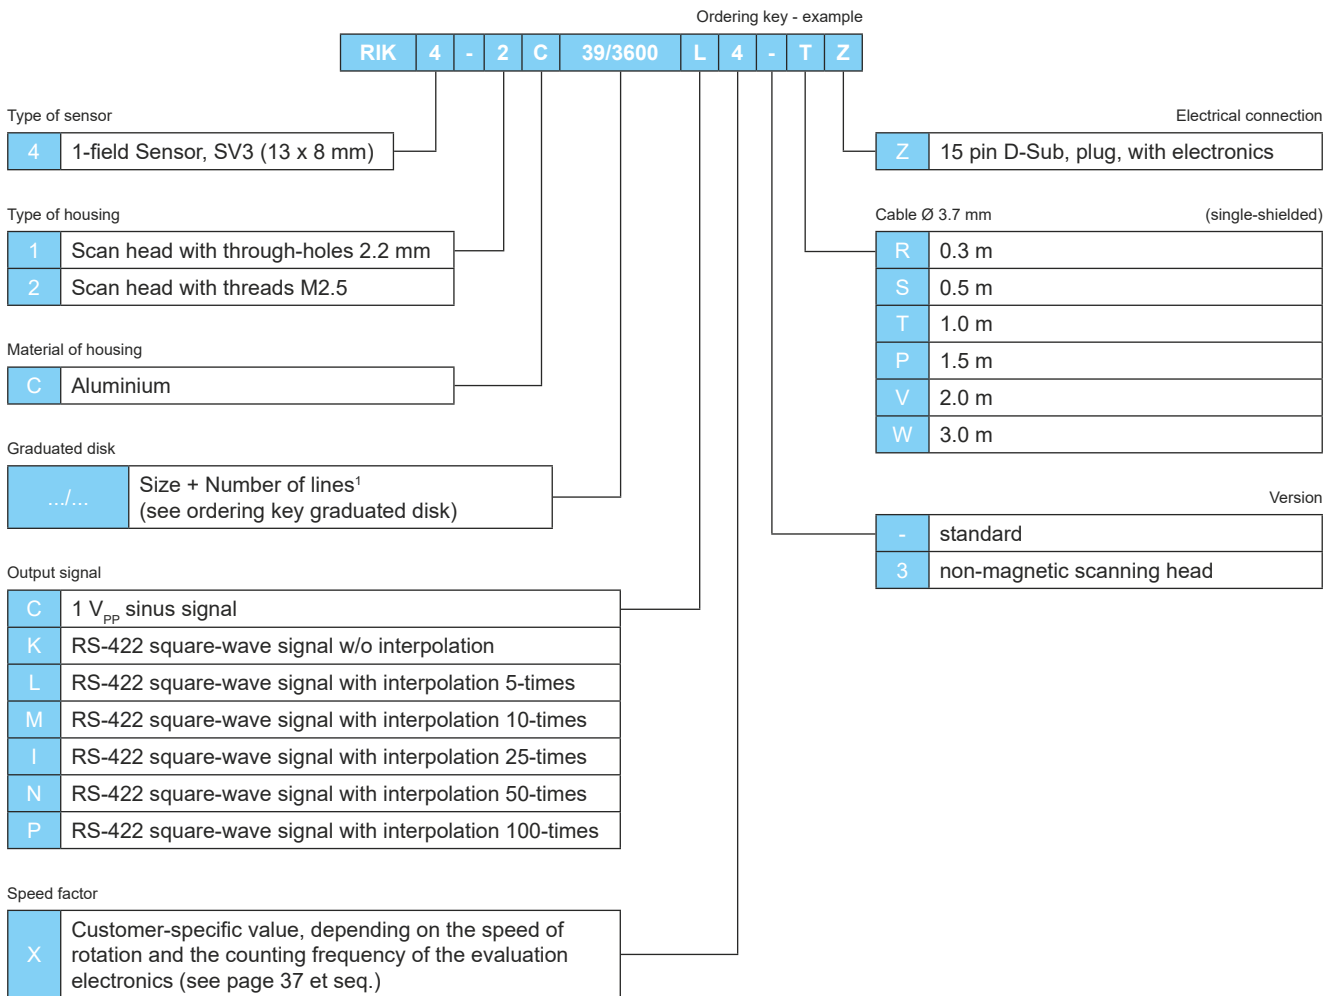 Ordering key - example
RIK 4 - 2 C 39/3600 L 4 - T Z
Type of sensor
4 1-field Sensor, SV3 (13 x 8 mm)
Type of housing
1 Scan head with through-holes 2.2 mm
2 Scan head with threads M2.5
Material of housing
C Aluminium
Graduated disk
.../... Size + Number of lines¹
(see ordering key graduated disk)
Output signal
C 1 VPP sinus signal
K RS-422 square-wave signal w/o interpolation
L RS-422 square-wave signal with interpolation 5-times
M RS-422 square-wave signal with interpolation 10-times
I RS-422 square-wave signal with interpolation 25-times
N RS-422 square-wave signal with interpolation 50-times
P RS-422 square-wave signal with interpolation 100-times
Speed factor
X Customer-specific value, depending on the speed of
rotation and the counting frequency of the evaluation
electronics (see page 37 et seq.)
Electrical connection
Z 15 pin D-Sub, plug, with electronics
Cable Ø 3.7 mm (single-shielded)
R 0.3 m
S 0.5 m
T 1.0 m
P 1.5 m
V 2.0 m
W 3.0 m
Version
- standard
3 non-magnetic scanning head